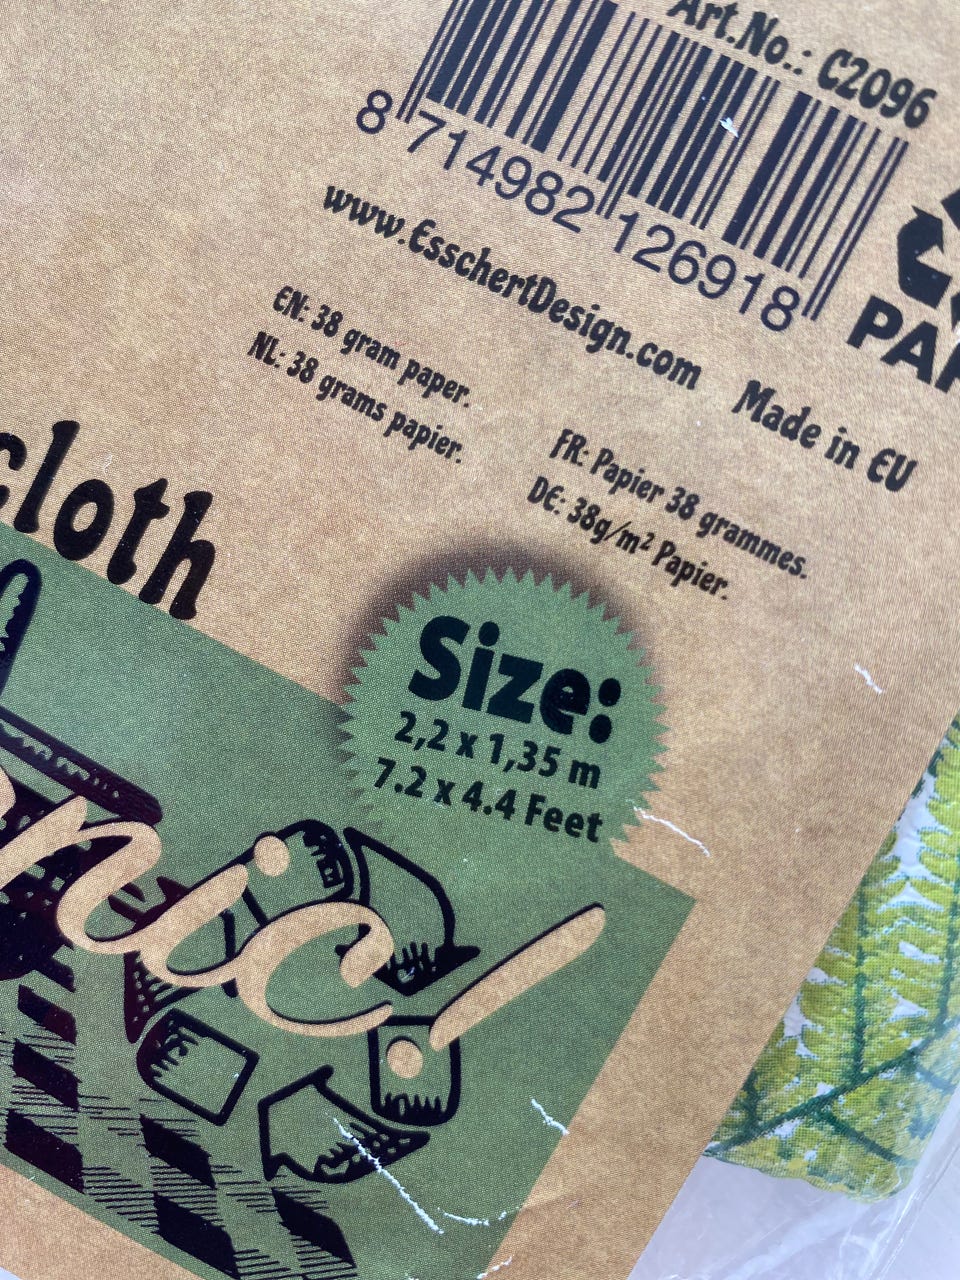 Art.No.: C2096
8 714982 126918
www.EsschertDesign.com
Made in EU
EN: 38 gram paper.
NL: 38 grams papier.
FR: Papier 38 grammes.
DE: 38g/m² Papier.
Size:
2,2 x 1,35 m
7.2 x 4.4 Feet